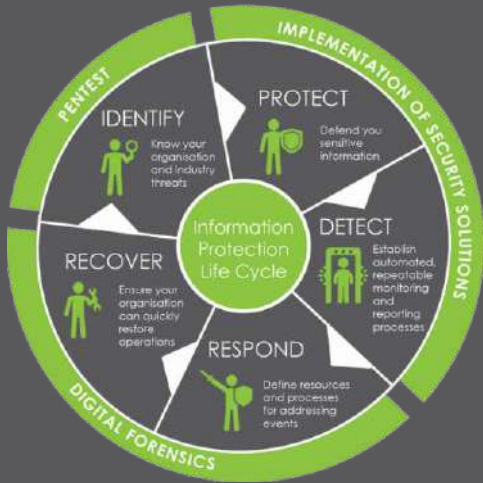 PENTEST
IMPLEMENTATION OF SECURITY SOLUTIONS
DIGITAL FORENSICS
Information
Protection
Life Cycle
IDENTIFY
Know your
organisation
and industry
threats
PROTECT
Defend you
sensitive
information
DETECT
Establish
automated,
repeatable
monitoring
and
reporting
processes
RESPOND
Define resources
and processes
for addressing
events
RECOVER
Ensure your
organisation
can quickly
restore
operations